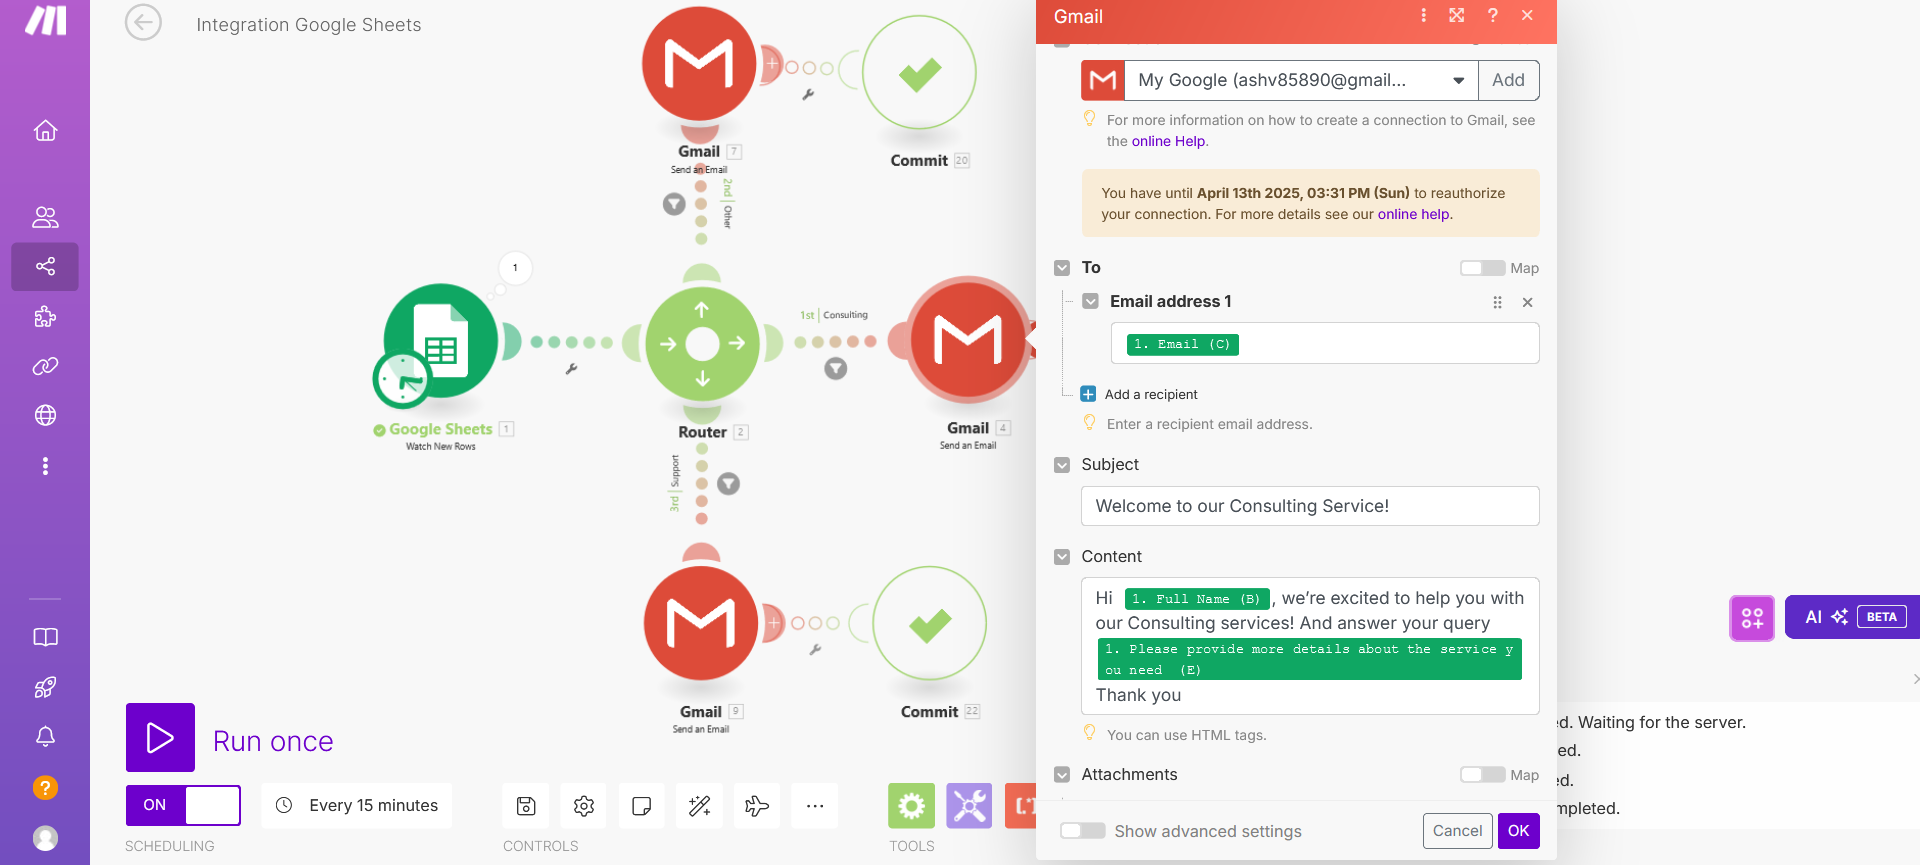 Integration Google Sheets
Gmail 7
Send an Email
Commit 20
2nd | Other
1
1st | Consulting
Google Sheets 1
Watch New Rows
Router 2
Gmail 4
Send an Email
3rd | Support
Gmail 9
Send an Email
Commit 22
Run once
ON
Every 15 minutes
SCHEDULING
CONTROLS
TOOLS
Gmail
My Google (ashv85890@gmail...
Add
For more information on how to create a connection to Gmail, see
the online Help.
You have until April 13th 2025, 03:31 PM (Sun) to reauthorize
your connection. For more details see our online help.
To
Map
Email address 1
1. Email (C)
Add a recipient
Enter a recipient email address.
Subject
Welcome to our Consulting Service!
Content
Hi 1. Full Name (B) , we’re excited to help you with
our Consulting services! And answer your query
1. Please provide more details about the service y
ou need (E)
Thank you
You can use HTML tags.
Attachments
Map
Show advanced settings
Cancel
OK
AI BETA
ed. Waiting for the server.
ed.
ed.
mpleted.